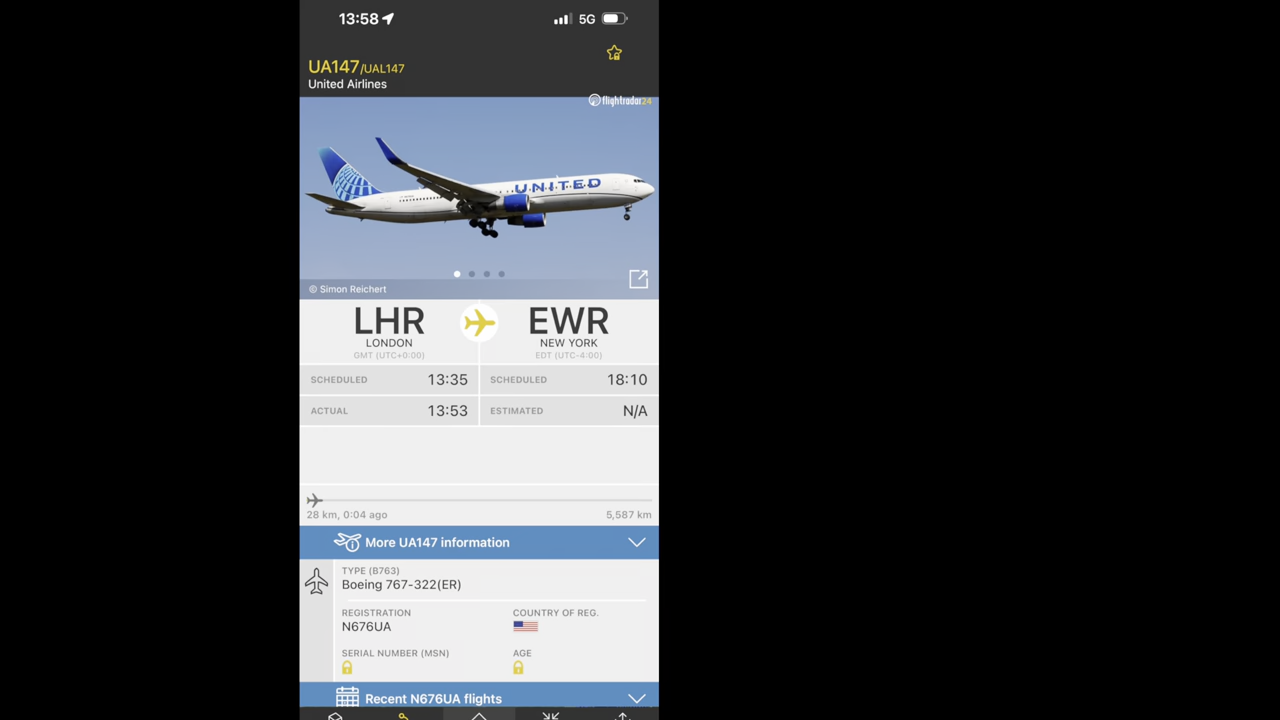 13:58
5G
UA147/UAL147
United Airlines
flightradar24
UNITED
© Simon Reichert
LHR
LONDON
GMT (UTC+0:00)
EWR
NEW YORK
EDT (UTC-4:00)
SCHEDULED 13:35
SCHEDULED 18:10
ACTUAL 13:53
ESTIMATED N/A
28 km, 0:04 ago
5,587 km
More UA147 information
TYPE (B763)
Boeing 767-322(ER)
REGISTRATION
N676UA
COUNTRY OF REG.
SERIAL NUMBER (MSN)
AGE
Recent N676UA flights